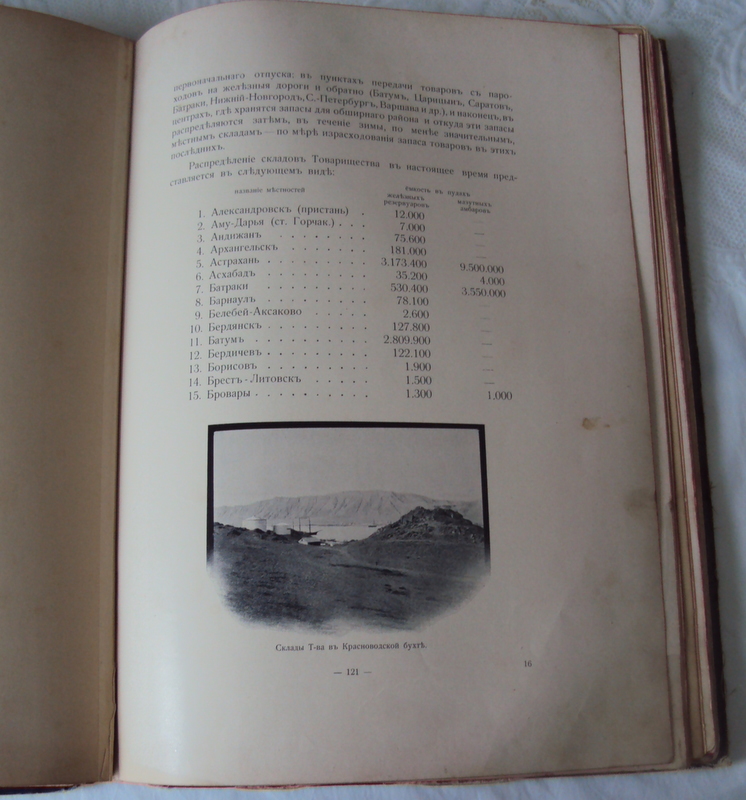 первоначальнаго отпуска: въ пунктахъ передачи товаровъ съ паро-
ходовъ на желѣзныя дороги и обратно (Батумъ, Царицынъ, Саратовъ,
Батраки, Нижній-Новгородъ, С.-Петербургъ, Варшава и др.), и наконецъ, въ
центрахъ, гдѣ хранятся запасы для обширнаго района и откуда эти запасы
распредѣляются затѣмъ, въ теченіе зимы, по менѣе значительнымъ,
мѣстнымъ складамъ — по мѣрѣ израсходованія запаса товаровъ въ этихъ
послѣднихъ.
Распредѣленіе складовъ Товарищества въ настоящее время пред-
ставляется въ слѣдующемъ видѣ:
названіе мѣстностей емкость въ пудахъ
желѣзныхъ резервуаровъ мазутныхъ амбаровъ
1. Александровскъ (пристань) . 12.000 —
2. Аму-Дарья (ст. Горчак.) . . . 7.000 —
3. Андижанъ . . . . . . . 75.600 —
4. Архангельскъ . . . . . . 181.000 —
5. Астрахань . . . . . . . . 3.173.400 9.500.000
6. Асхабадъ . . . . . . . . 35.200 4.000
7. Батраки . . . . . . . . 530.400 3.550.000
8. Барнаулъ . . . . . . . . 78.100 —
9. Белебей-Аксаково . . . . . 2.600 —
10. Бердянскъ . . . . . . . . 127.800 —
11. Батумъ . . . . . . . . . 2.809.900 —
12. Бердичевъ . . . . . . . . 122.100 —
13. Борисовъ . . . . . . . . 1.900 —
14. Брестъ-Литовскъ . . . . . 1.500 —
15. Бровары . . . . . . . . . . 1.300 1.000
Склады Т-ва въ Красноводской бухтѣ.
16
— 121 —